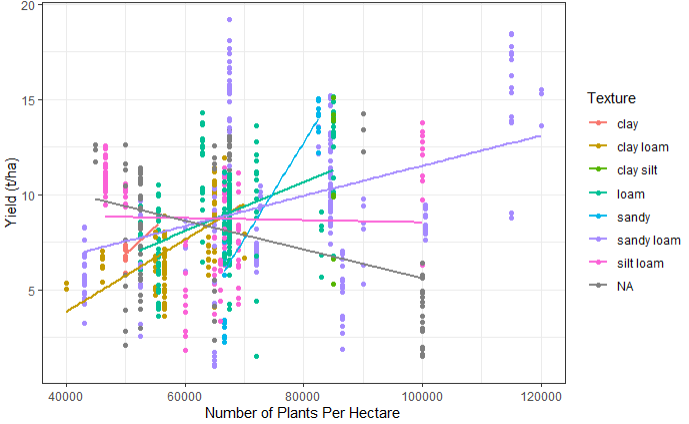 20
15
10
5
Yield (t/ha)
40000 60000 80000 100000 120000
Number of Plants Per Hectare
Texture
clay
clay loam
clay silt
loam
sandy
sandy loam
silt loam
NA